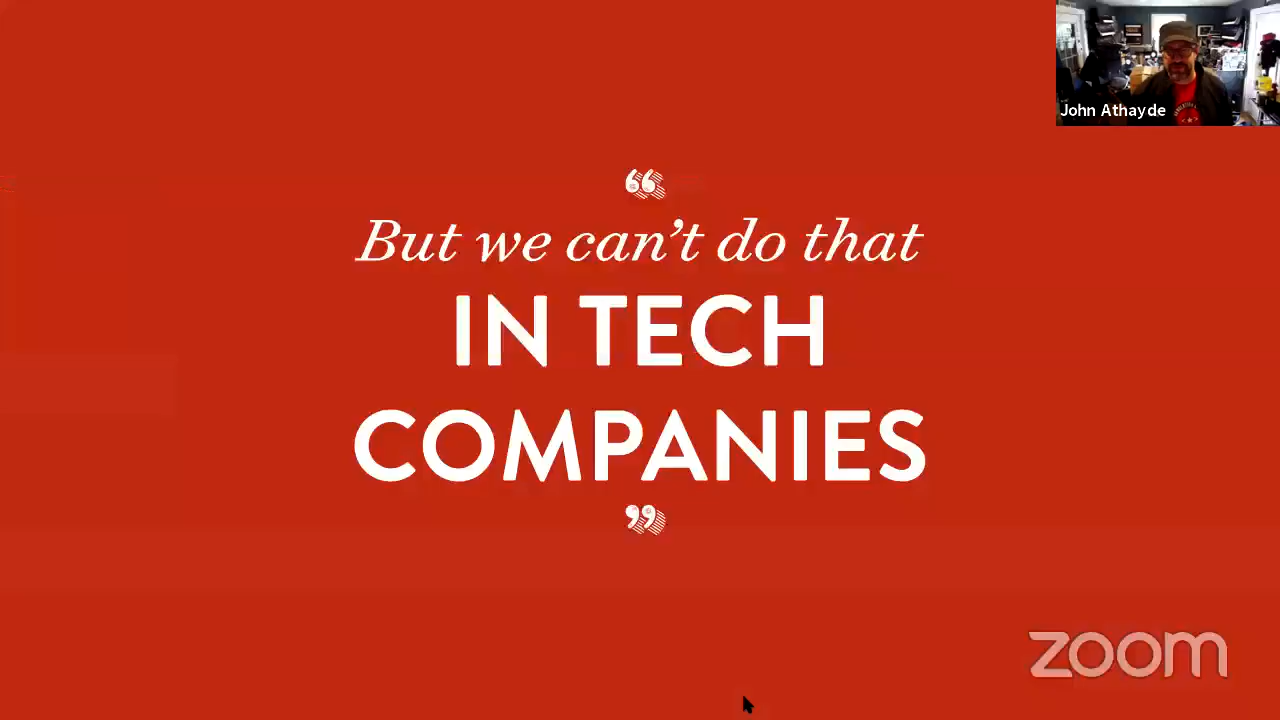 John Athayde
“
But we can’t do that
IN TECH
COMPANIES
”
zoom